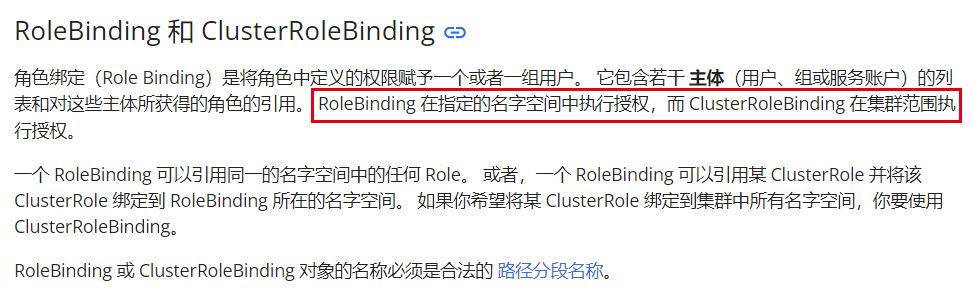 RoleBinding 和 ClusterRoleBinding
角色绑定（Role Binding）是将角色中定义的权限赋予一个或者一组用户。 它包含若干 主体（用户、组或服务账户）的列
表和对这些主体所获得的角色的引用。 RoleBinding 在指定的名字空间中执行授权，而 ClusterRoleBinding 在集群范围执
行授权。
一个 RoleBinding 可以引用同一的名字空间中的任何 Role。 或者，一个 RoleBinding 可以引用某 ClusterRole 并将该
ClusterRole 绑定到 RoleBinding 所在的名字空间。 如果你希望将某 ClusterRole 绑定到集群中所有名字空间，你要使用
ClusterRoleBinding。
RoleBinding 或 ClusterRoleBinding 对象的名称必须是合法的 路径分段名称。